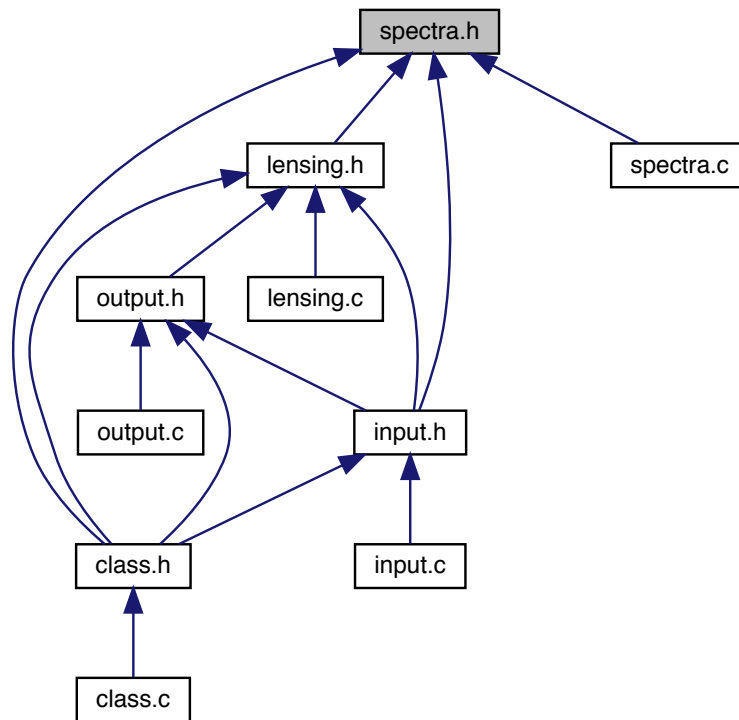 spectra.h
lensing.h
spectra.c
output.h
lensing.c
output.c
input.h
class.h
input.c
class.c